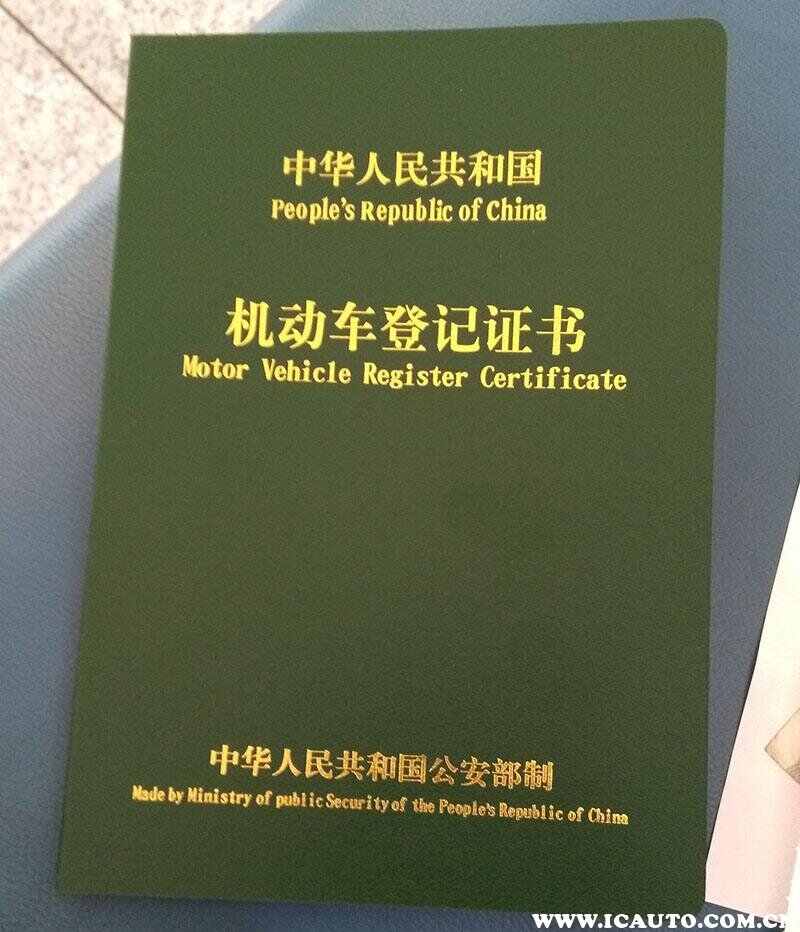 中华人民共和国
People's Republic of China
机动车登记证书
Motor Vehicle Register Certificate
中华人民共和国公安部制
Made by Ministry of public Security of the People's Republic of China
WWW.ICAUTO.COM.CN